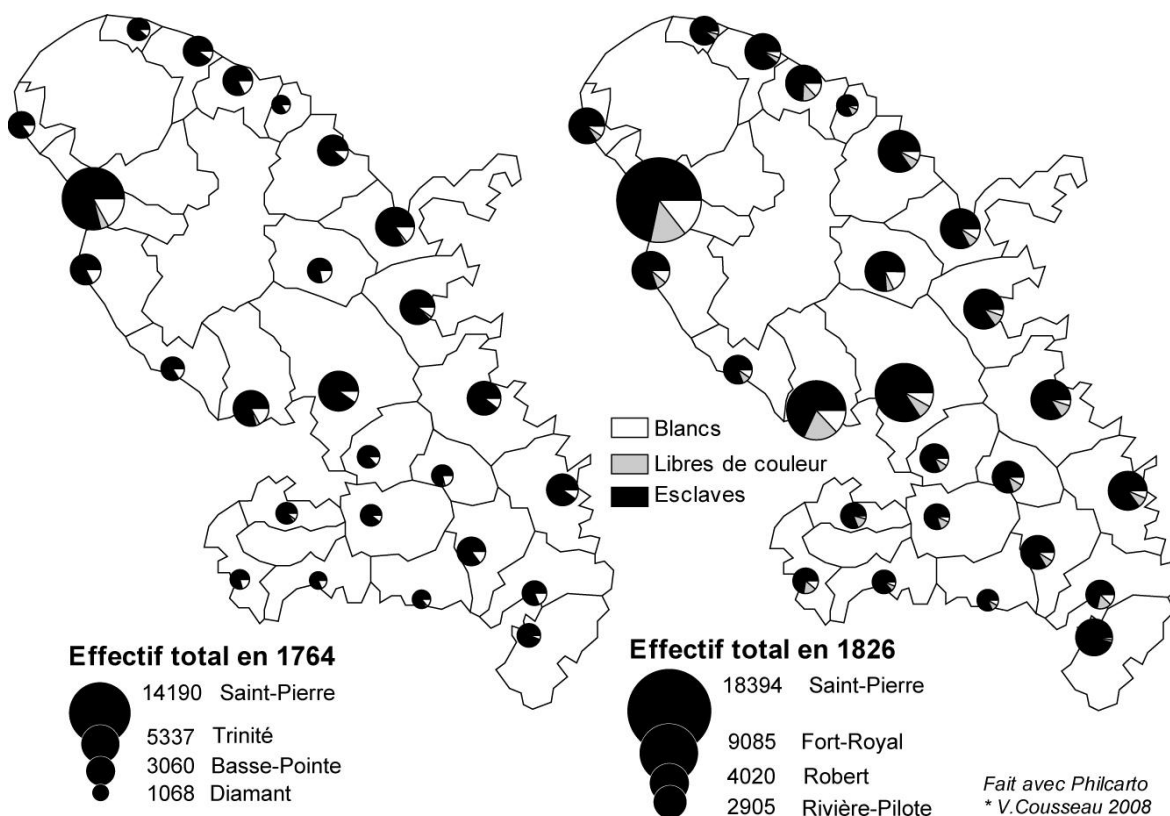 Blancs
Libres de couleur
Esclaves
Effectif total en 1764
14190 Saint-Pierre
5337 Trinité
3060 Basse-Pointe
1068 Diamant
Effectif total en 1826
18394 Saint-Pierre
9085 Fort-Royal
4020 Robert
2905 Rivière-Pilote
Fait avec Philcarto
* V.Cousseau 2008